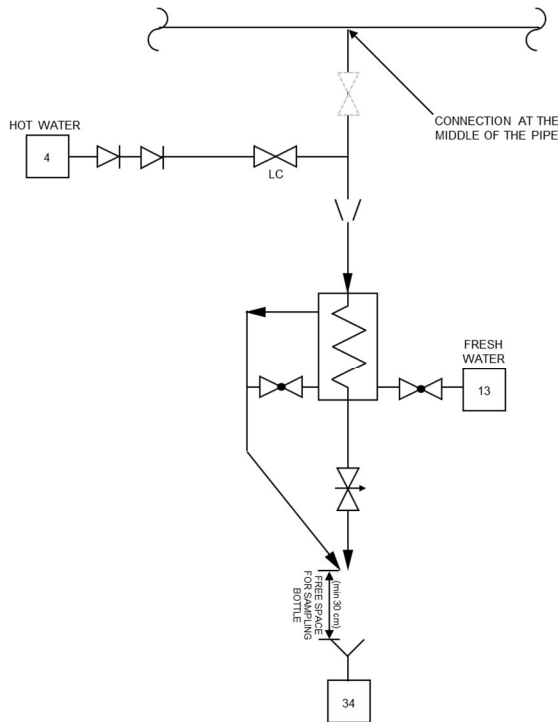 CONNECTION AT THE
MIDDLE OF THE PIPE
HOT WATER
4
LC
FRESH
WATER
13
(min 30 cm)
FREE SPACE
FOR SAMPLING
BOTTLE
34